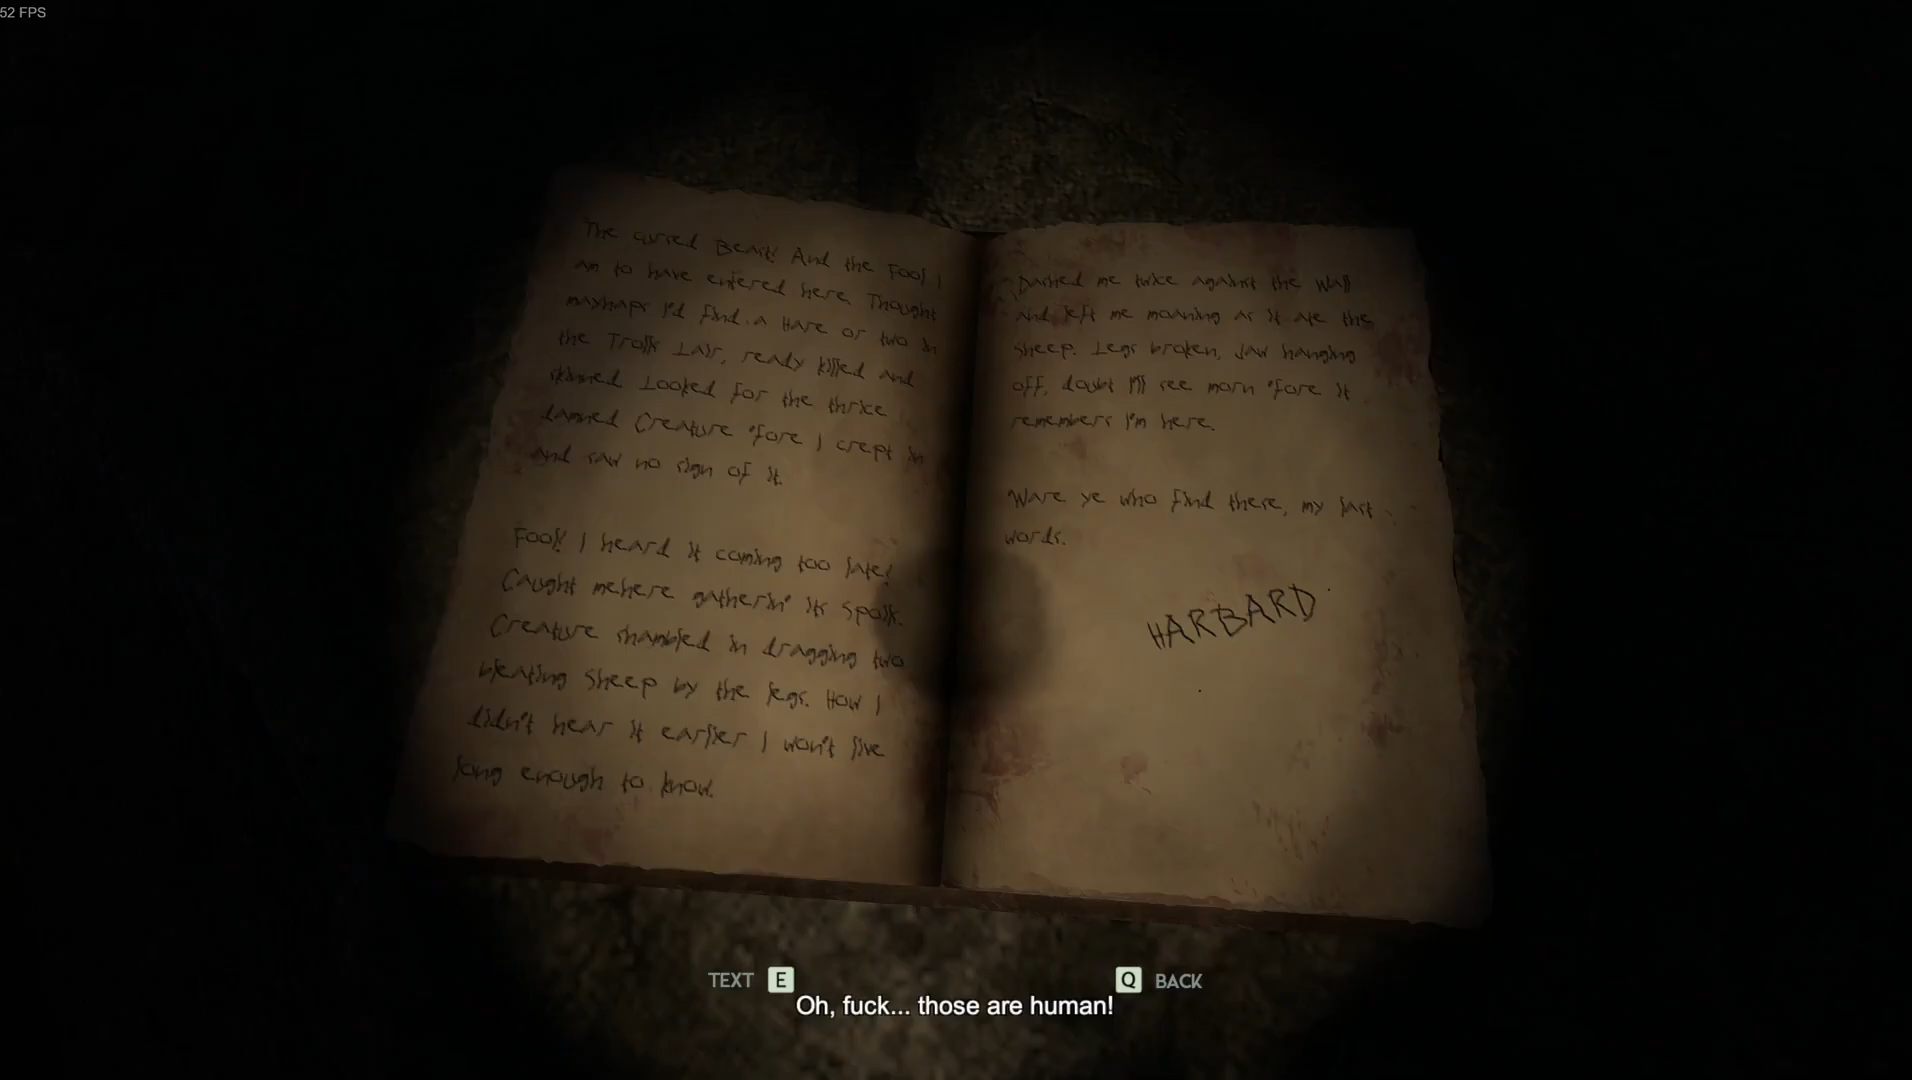 52 FPS
The cursed Beast! And the Fool I
am to have entered here. Thought
mayhaps I'd find a Hare or two in
the Trolls Lair, ready killed and
skinned. Looked for the thrice
damned Creature 'fore I crept in
and saw no sign of it.
Fool! I heard it coming too late!
Caught me here gatherin' its spoils.
Creature shambled in dragging two
bleating sheep by the legs. How I
didn't hear it earlier I won't live
long enough to know.
Dashed me twice against the Wall
and left me moaning as it ate the
sheep. Legs broken, Jaw hanging
off, doubt I'll see morn 'fore it
remembers I'm here.
Ware ye who find these, my last
words.
HARBARD
TEXT E
Q BACK
Oh, fuck... those are human!